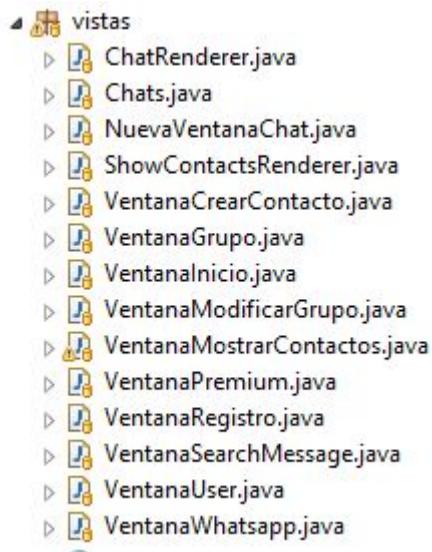 vistas
ChatRenderer.java
Chats.java
NuevaVentanaChat.java
ShowContactsRenderer.java
VentanaCrearContacto.java
VentanaGrupo.java
VentanaInicio.java
VentanaModificarGrupo.java
VentanaMostrarContactos.java
VentanaPremium.java
VentanaRegistro.java
VentanaSearchMessage.java
VentanaUser.java
VentanaWhatsapp.java